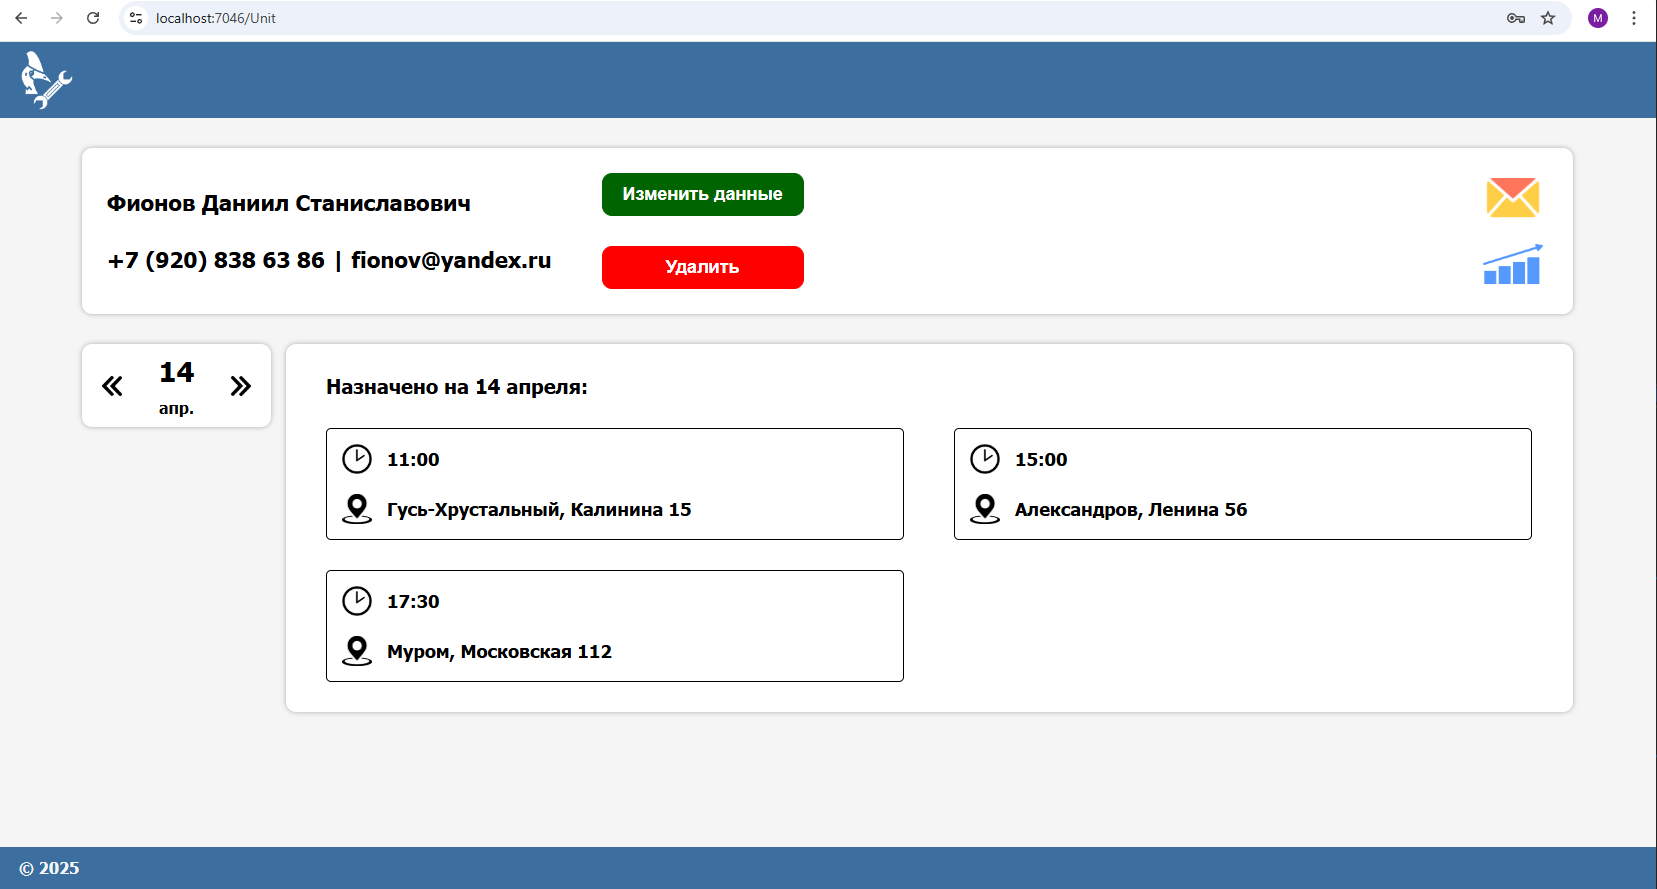 localhost:7046/Unit
M
Фионов Даниил Станиславович
+7 (920) 838 63 86 | fionov@yandex.ru
Изменить данные
Удалить
14
апр.
Назначено на 14 апреля:
11:00
Гусь-Хрустальный, Калинина 15
15:00
Александров, Ленина 56
17:30
Муром, Московская 112
© 2025